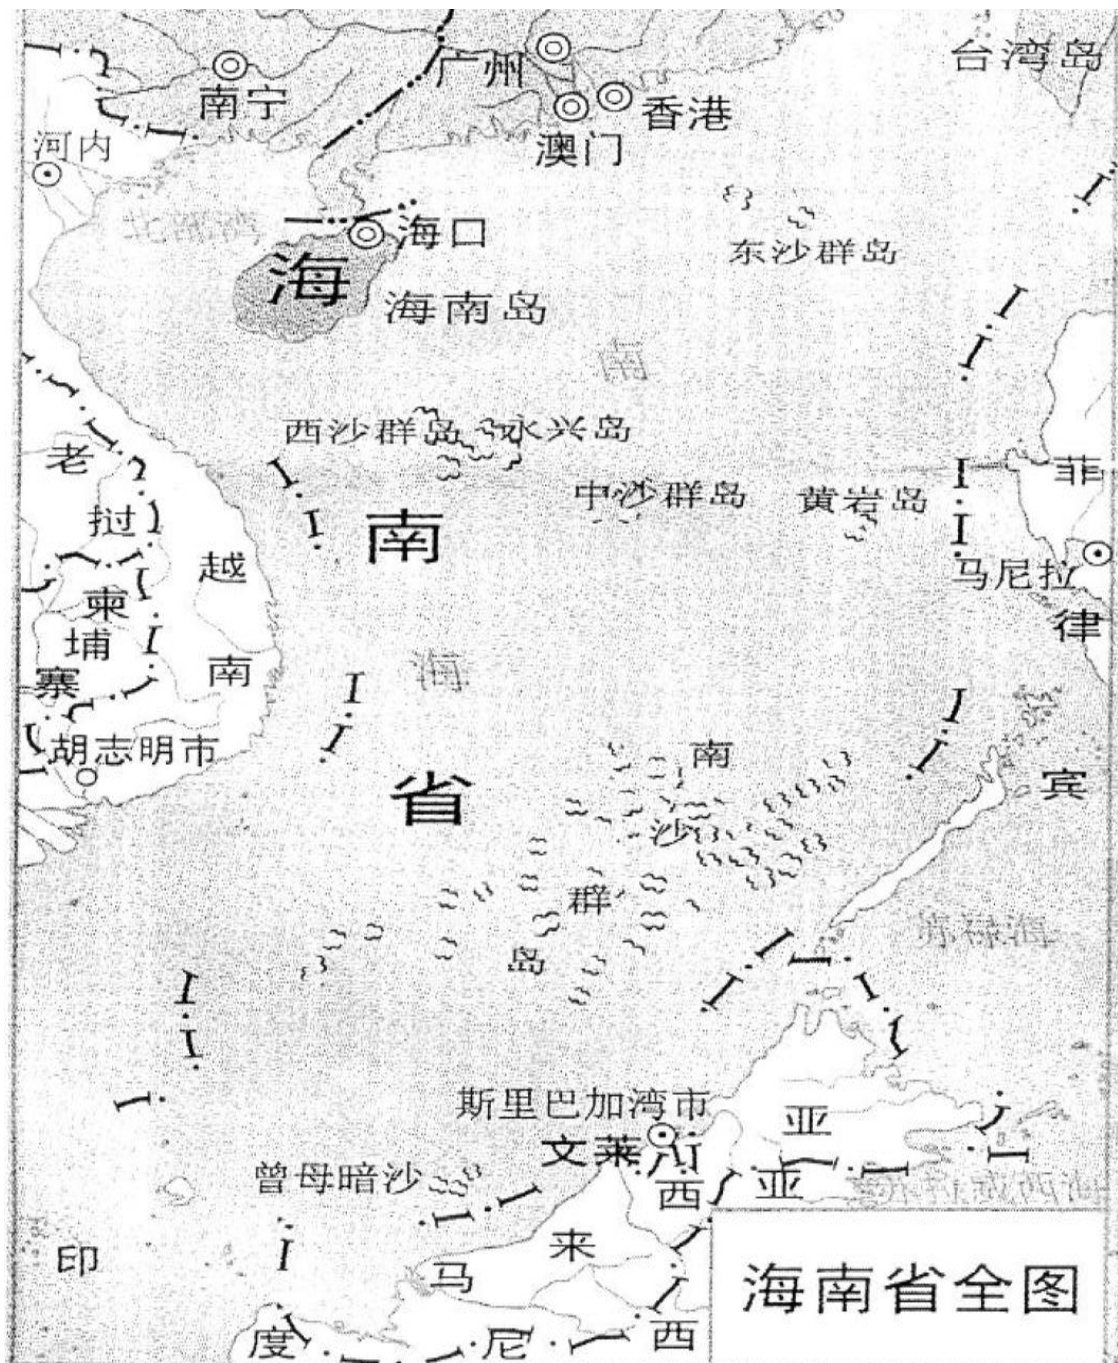 台湾岛
广州
南宁
香港
澳门
河内
海口
东沙群岛
海
海南岛
南
西沙群岛
永兴岛
老
中沙群岛
黄岩岛
菲
挝
南
越
马尼拉
柬
律
埔
海
南
寨
胡志明市
南
宾
省
沙
群
岛
苏禄海
斯里巴加湾市
亚
文莱
曾母暗沙
西
亚
来
印
马
海南省全图
度
尼
西